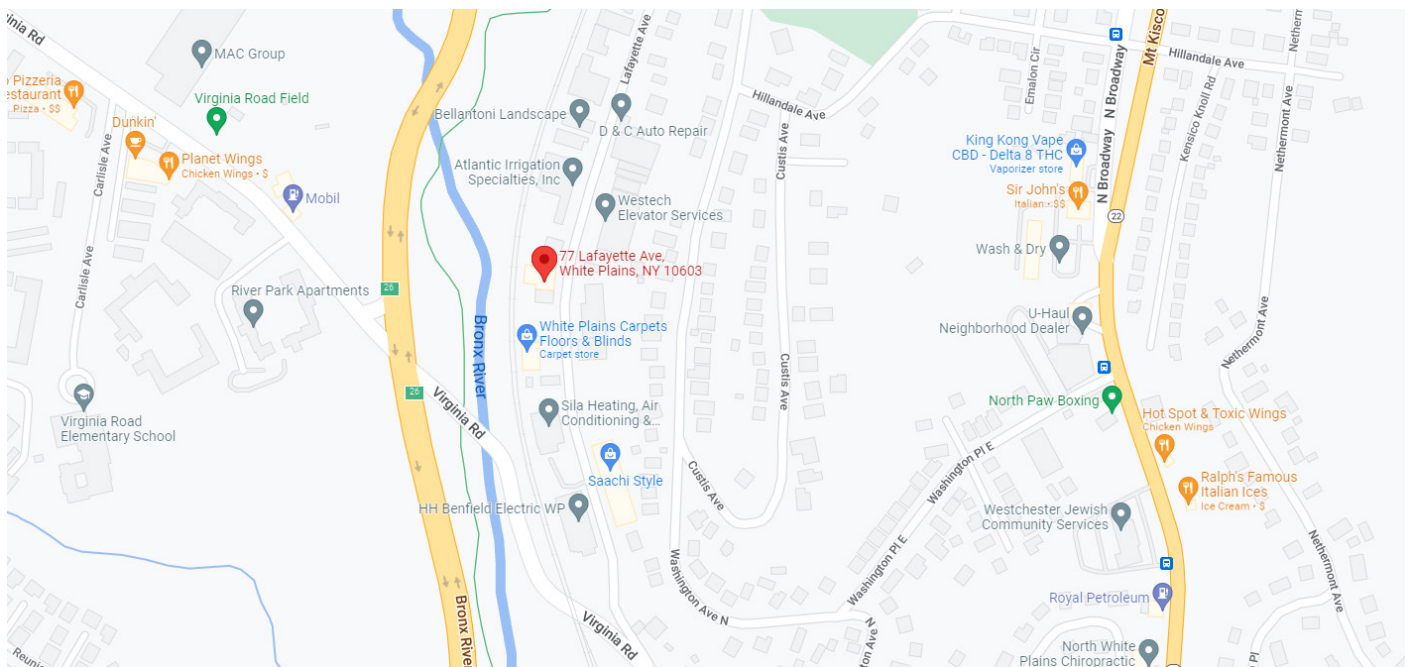 inia Rd
MAC Group
o Pizzeria
estaurant
Pizza • $$
Virginia Road Field
Dunkin'
Planet Wings
Chicken Wings • $
Mobil
Carlisle Ave
Carlisle Ave
River Park Apartments
26
26
Virginia Road
Elementary School
Virginia Rd
Bronx River
Bronx River
Reunio
Lafayette Ave
Bellantoni Landscape
D & C Auto Repair
Atlantic Irrigation
Specialties, Inc
Westech
Elevator Services
77 Lafayette Ave,
White Plains, NY 10603
White Plains Carpets
Floors & Blinds
Carpet store
Sila Heating, Air
Conditioning &...
Saachi Style
HH Benfield Electric WP
Virginia Rd
Washington Ave N
Custis Ave
Custis Ave
Custis Ave
Hillandale Ave
Hillandale Ave
Emalon Cir
N Broadway
N Broadway
Mt Kisco
Kensico Knoll Rd
Nethermont Ave
Netherm
King Kong Vape
CBD - Delta 8 THC
Vaporizer store
Sir John's
Italian • $$
22
Wash & Dry
U-Haul
Neighborhood Dealer
Nethermont Ave
North Paw Boxing
Hot Spot & Toxic Wings
Chicken Wings
Ralph's Famous
Italian Ices
Ice Cream • $
Washington Pl E
Washington Pl E
Westchester Jewish
Community Services
Nethermont Ave
Royal Petroleum
North White
Plains Chiropractic
ton Ave N
Pl